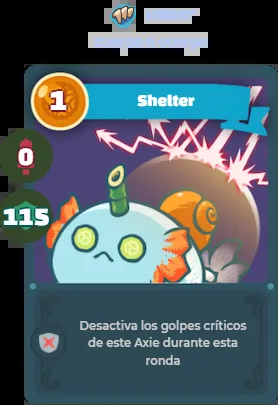 1
Shelter
0
115
Desactiva los golpes críticos
de este Axie durante esta
ronda